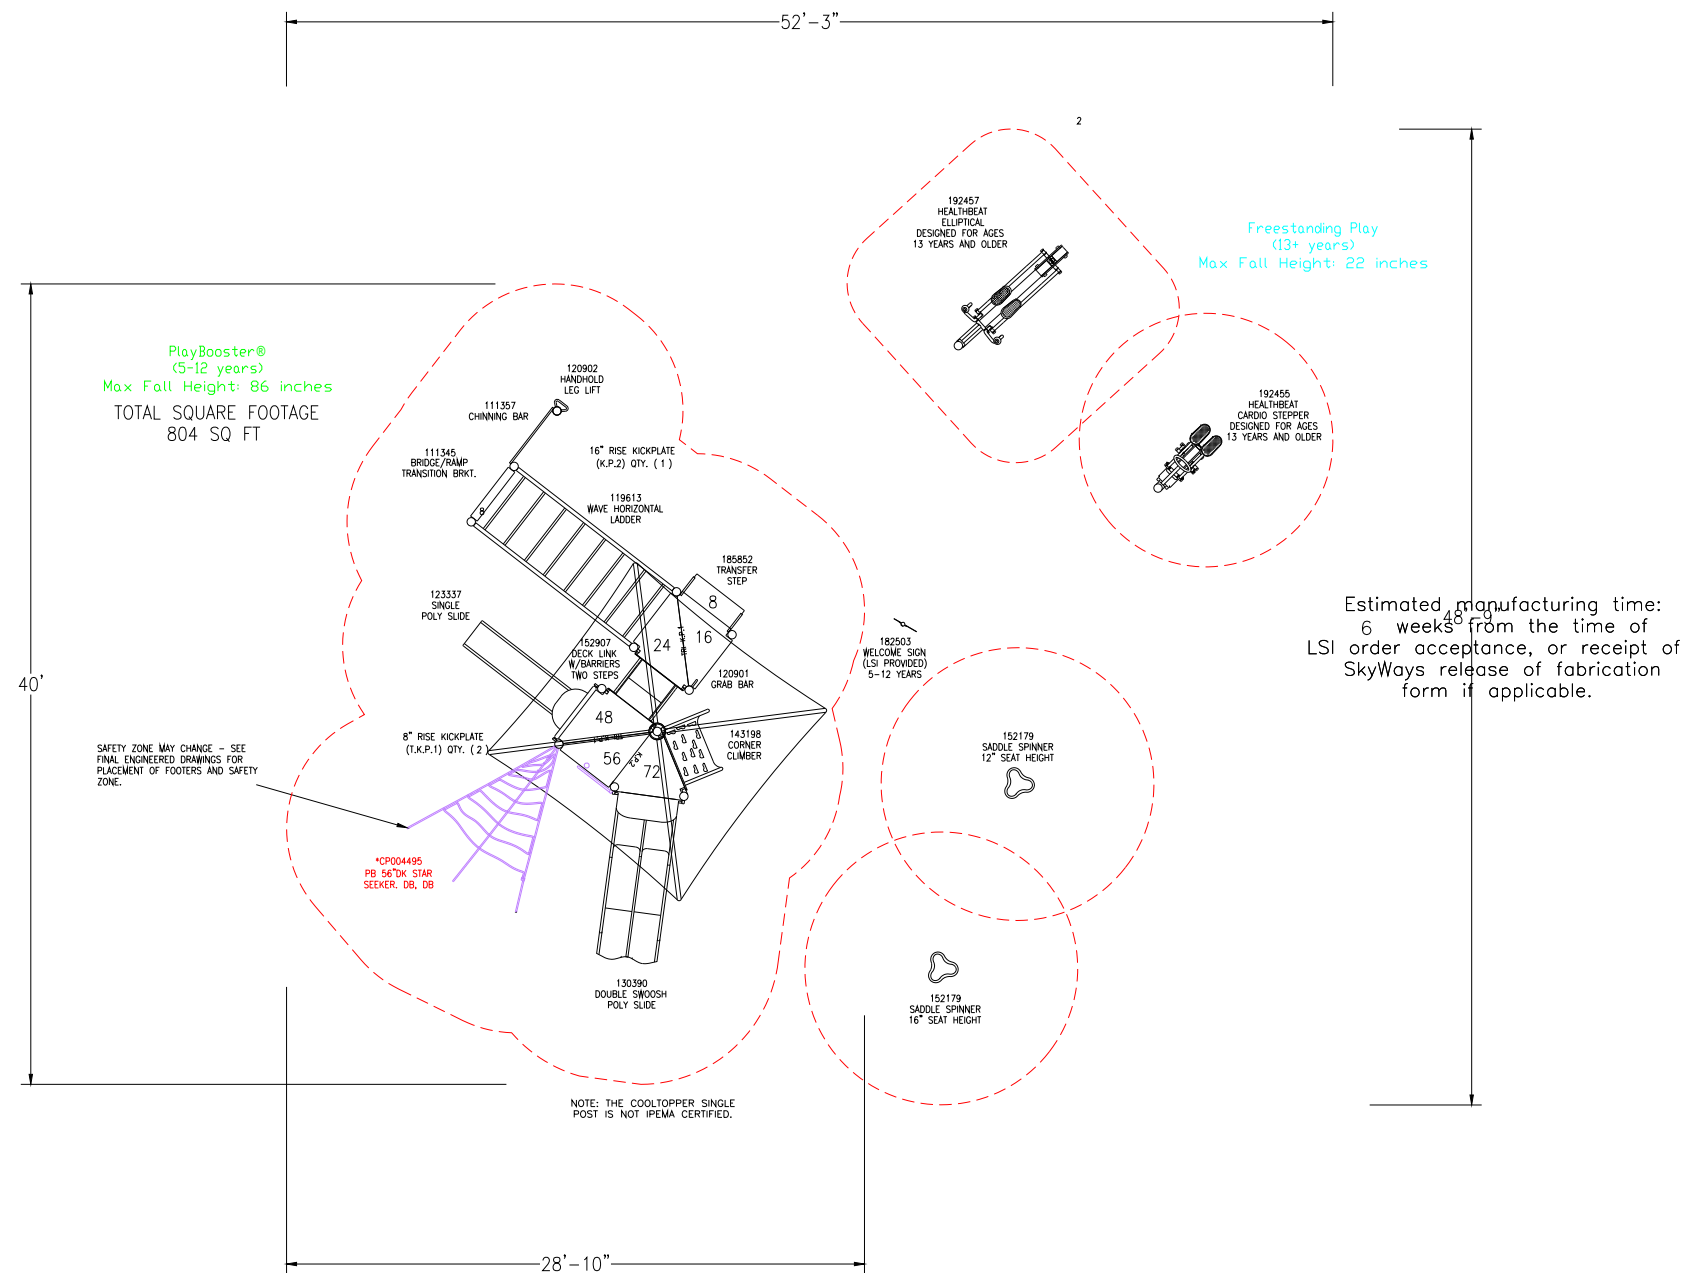 52'-3"
2
192457
HEALTHBEAT
ELLIPTICAL
DESIGNED FOR AGES
13 YEARS AND OLDER
Freestanding Play
(13+ years)
Max Fall Height: 22 inches
PlayBooster®
(5-12 years)
Max Fall Height: 86 inches
TOTAL SQUARE FOOTAGE
804 SQ FT
120902
HANDHOLD
LEG LIFT
111357
CHINNING BAR
192455
HEALTHBEAT
CARDIO STEPPER
DESIGNED FOR AGES
13 YEARS AND OLDER
111345
BRIDGE/RAMP
TRANSITION BRKT.
16" RISE KICKPLATE
(K.P.2) QTY. ( 1 )
8
119613
WAVE HORIZONTAL
LADDER
185852
TRANSFER
STEP
8
123337
SINGLE
POLY SLIDE
16
24
152907
DECK LINK
W/BARRIERS
TWO STEPS
182503
WELCOME SIGN
(LSI PROVIDED)
5-12 YEARS
120901
GRAB BAR
Estimated manufacturing time:
6 weeks from the time of
LSI order acceptance, or receipt of
SkyWays release of fabrication
form if applicable.
48'-9"
40'
48
8" RISE KICKPLATE
(T.K.P.1) QTY. ( 2 )
56
K.P.2
72
143198
CORNER
CLIMBER
152179
SADDLE SPINNER
12" SEAT HEIGHT
SAFETY ZONE MAY CHANGE - SEE
FINAL ENGINEERED DRAWINGS FOR
PLACEMENT OF FOOTERS AND SAFETY
ZONE.
*CP004495
PB 56"DK STAR
SEEKER. DB, DB
130390
DOUBLE SWOOSH
POLY SLIDE
152179
SADDLE SPINNER
16" SEAT HEIGHT
NOTE: THE COOLTOPPER SINGLE
POST IS NOT IPEMA CERTIFIED.
28'-10"